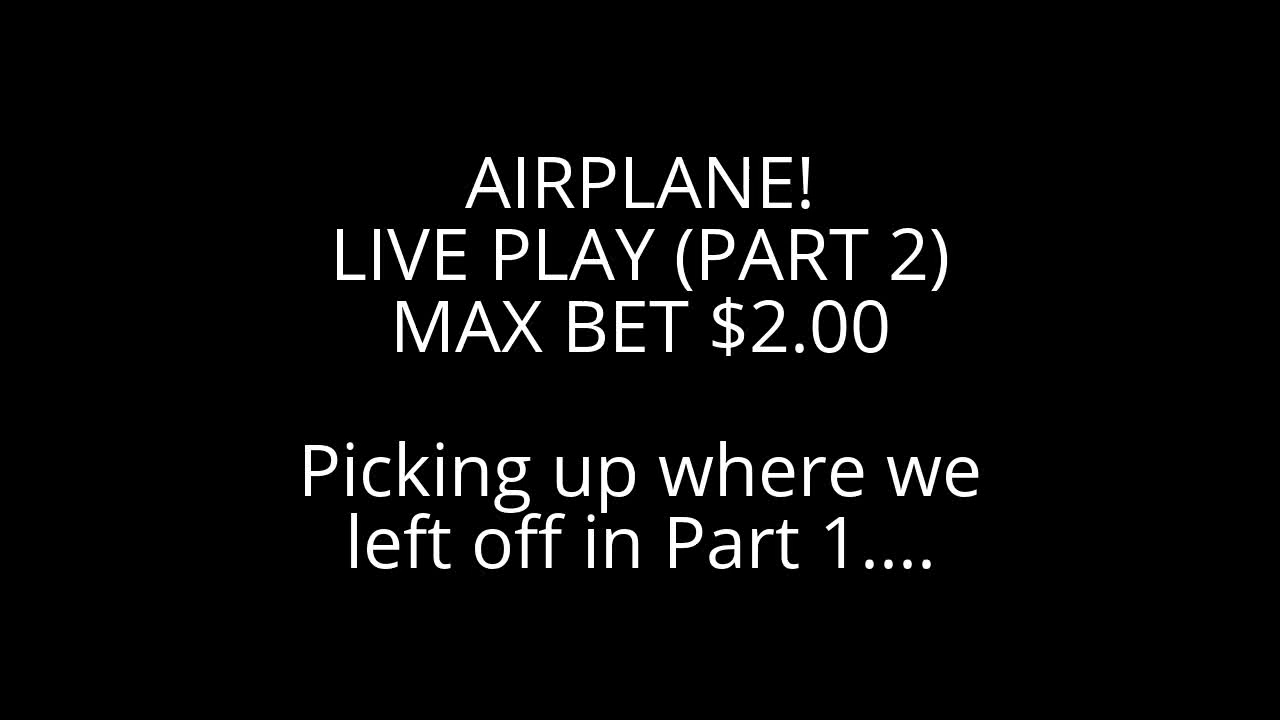 AIRPLANE!
LIVE PLAY (PART 2)
MAX BET $2.00
Picking up where we
left off in Part 1....